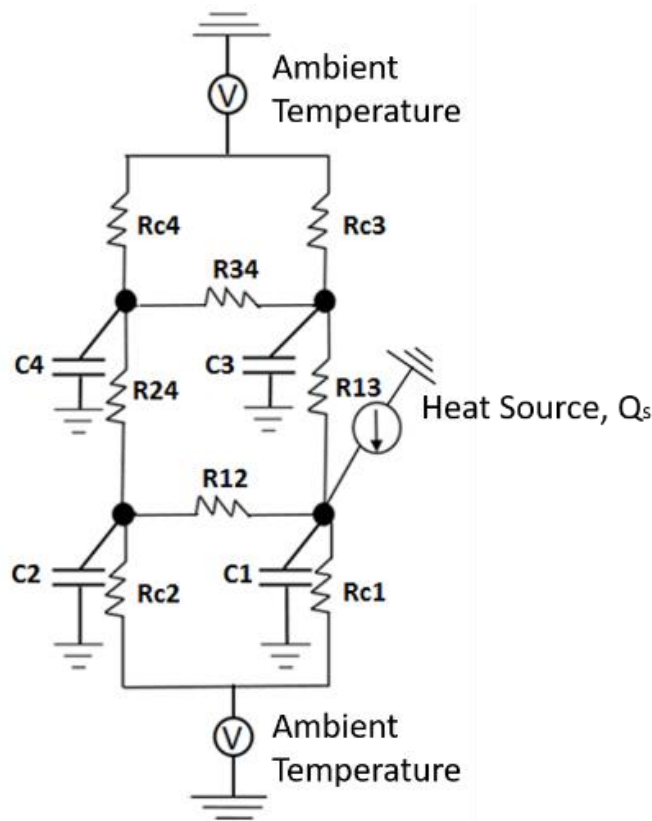 V
Ambient
Temperature
Rc4
Rc3
R34
C4
R24
C3
R13
Heat Source, Qs
R12
C2
Rc2
C1
Rc1
V
Ambient
Temperature